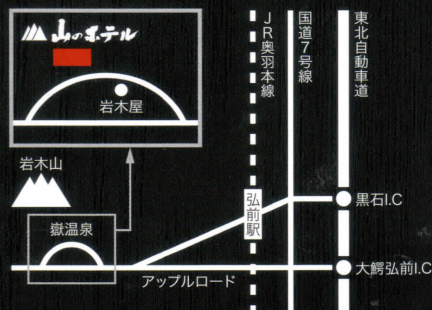 山のホテル
岩木屋
岩木山
嶽温泉
アップルロード
JR奥羽本線
弘前駅
国道7号線
東北自動車道
黒石I.C
大鰐弘前I.C